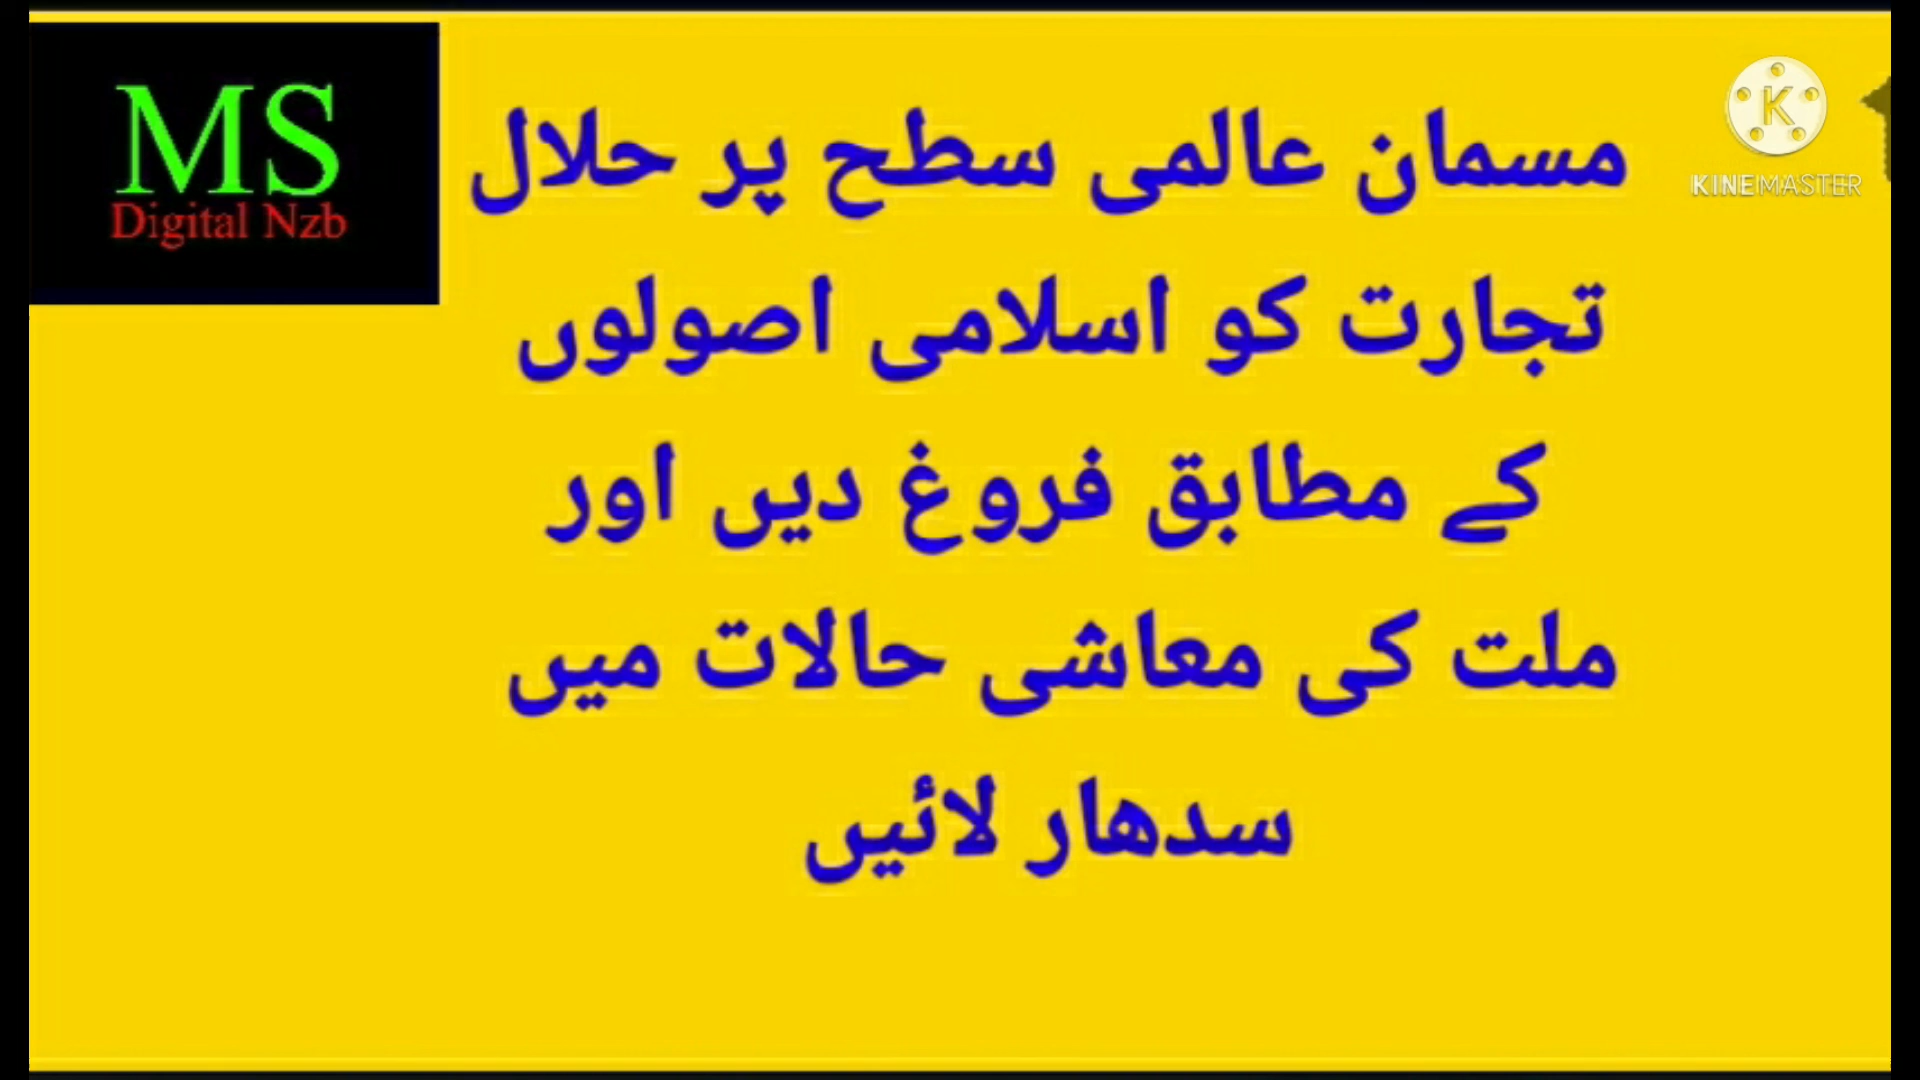 MS
Digital Nzb
KINEMASTER
مسمان عالمی سطح پر حلال
تجارت کو اسلامی اصولوں
کے مطابق فروغ دیں اور
ملت کی معاشی حالات میں
سدھار لائیں